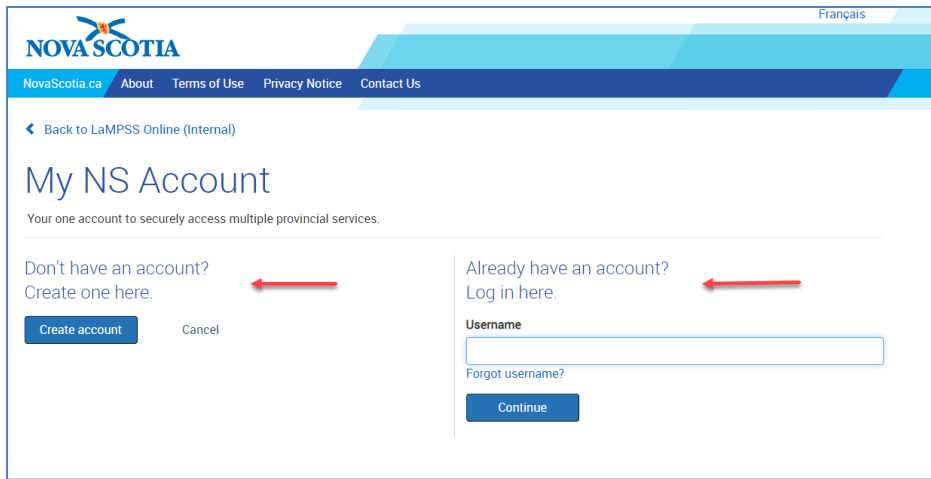 Français
NOVA SCOTIA
NovaScotia.ca About Terms of Use Privacy Notice Contact Us
Back to LaMPSS Online (Internal)
My NS Account
Your one account to securely access multiple provincial services.
Don't have an account?
Create one here.
Create account Cancel
Already have an account?
Log in here.
Username
Forgot username?
Continue